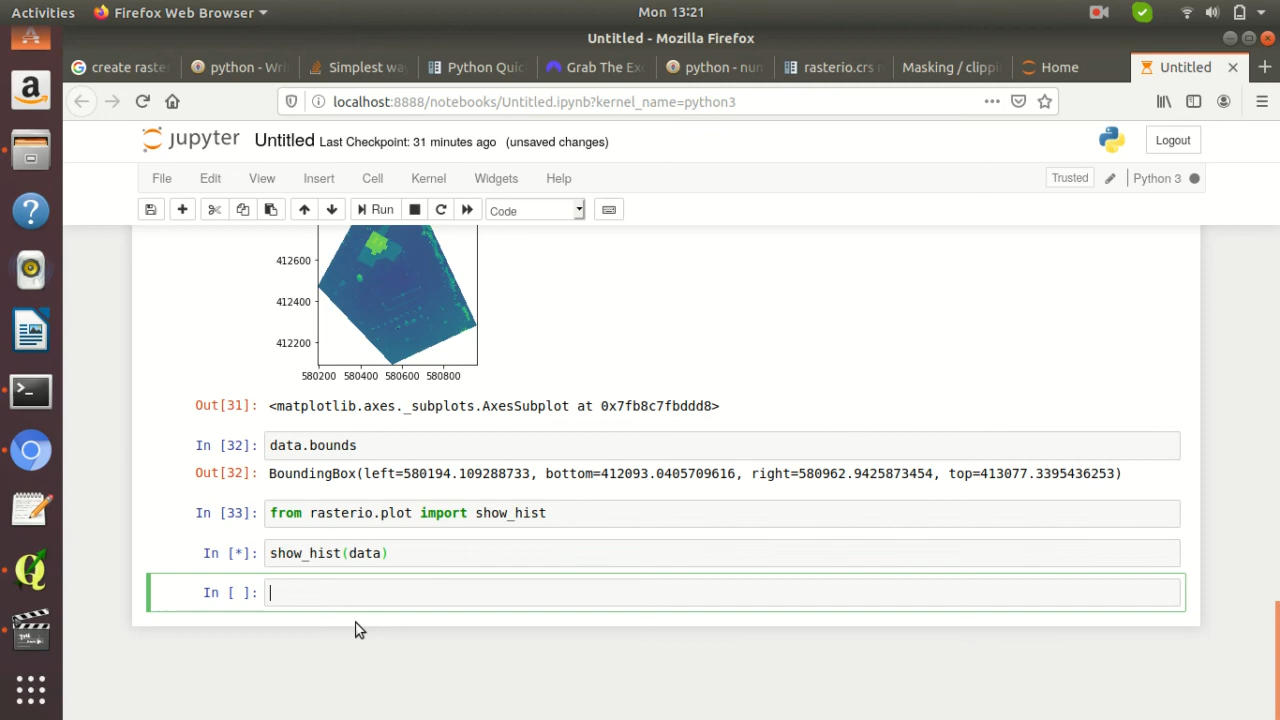 Activities Firefox Web Browser Mon 13:21
Untitled - Mozilla Firefox
create raste python - Wri Simplest wa Python Quic Grab The Exc python - nun rasterio.crs m Masking / clippi Home Untitled
localhost:8888/notebooks/Untitled.ipynb?kernel_name=python3
jupyter Untitled Last Checkpoint: 31 minutes ago (unsaved changes) Logout
File Edit View Insert Cell Kernel Widgets Help Trusted Python 3
Run Code
412600
412400
412200
580200 580400 580600 580800
Out[31]: <matplotlib.axes._subplots.AxesSubplot at 0x7fb8c7fbddd8>
In [32]: data.bounds
Out[32]: BoundingBox(left=580194.109288733, bottom=412093.0405709616, right=580962.9425873454, top=413077.3395436253)
In [33]: from rasterio.plot import show_hist
In [*]: show_hist(data)
In [ ]: